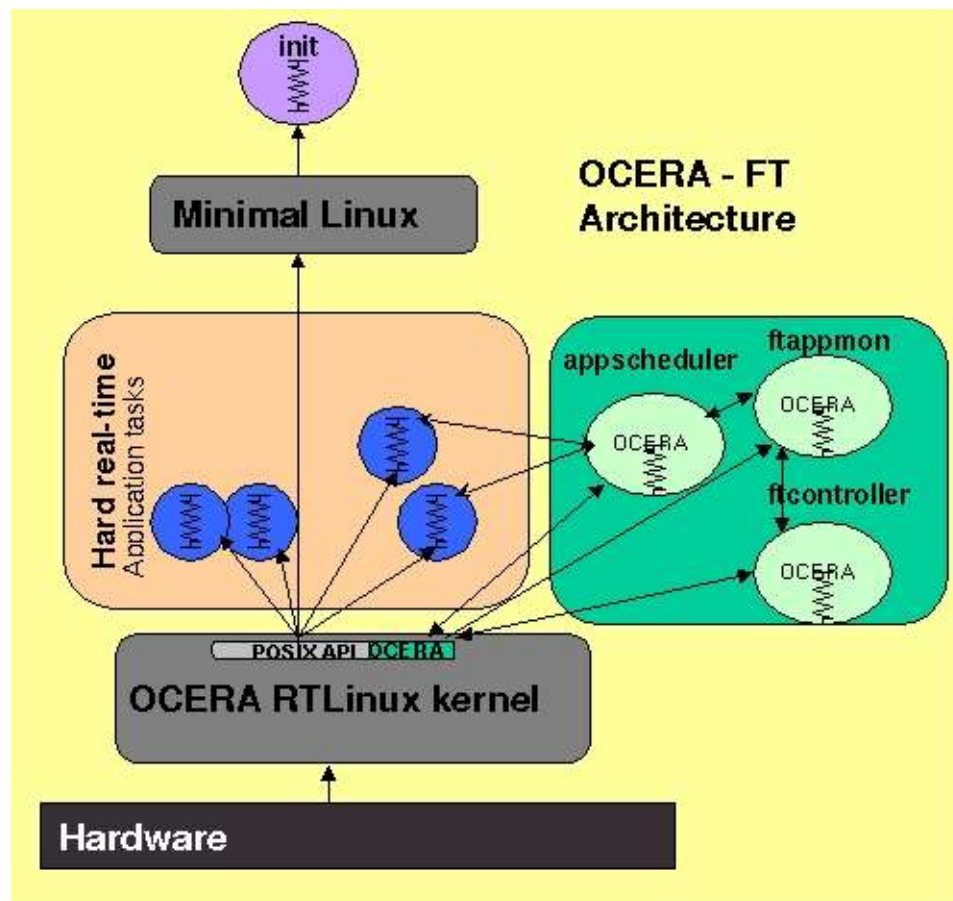 init
Minimal Linux
OCERA - FT
Architecture
Hard real-time
Application tasks
appscheduler
ftappmon
OCERA
OCERA
ftcontroller
OCERA
POSIX API
OCERA
OCERA RTLinux kernel
Hardware